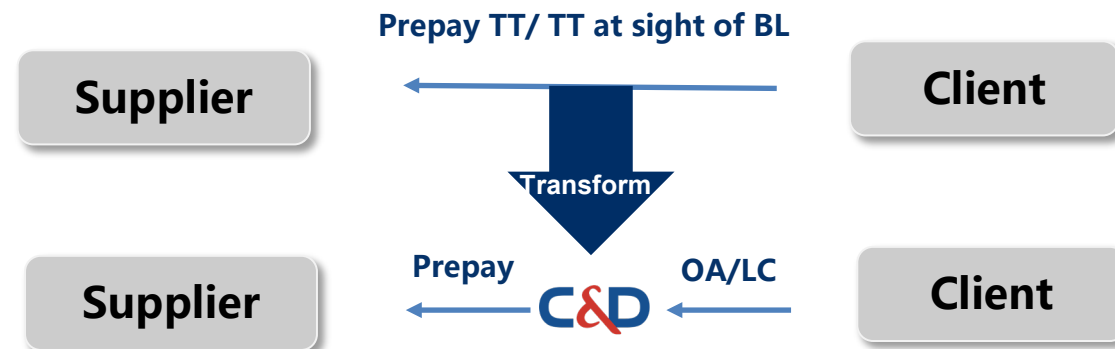 Prepay TT/ TT at sight of BL
Supplier
Client
Transform
Prepay
OA/LC
Supplier
C&D
Client